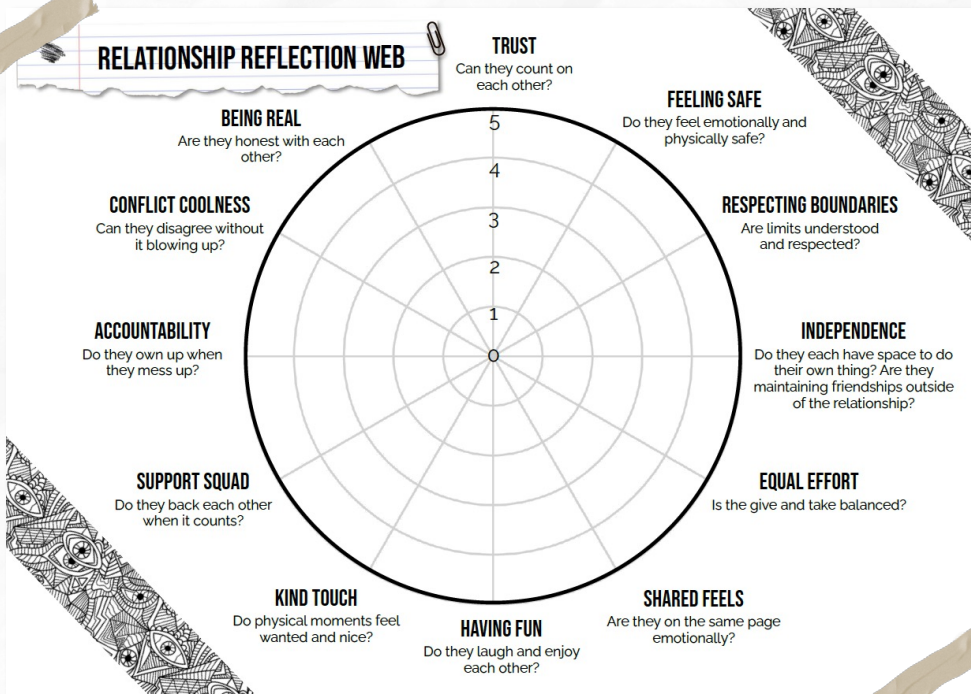 RELATIONSHIP REFLECTION WEB
TRUST
Can they count on
each other?
FEELING SAFE
Do they feel emotionally and
physically safe?
RESPECTING BOUNDARIES
Are limits understood
and respected?
INDEPENDENCE
Do they each have space to do
their own thing? Are they
maintaining friendships outside
of the relationship?
EQUAL EFFORT
Is the give and take balanced?
SHARED FEELS
Are they on the same page
emotionally?
HAVING FUN
Do they laugh and enjoy
each other?
KIND TOUCH
Do physical moments feel
wanted and nice?
SUPPORT SQUAD
Do they back each other
when it counts?
ACCOUNTABILITY
Do they own up when
they mess up?
CONFLICT COOLNESS
Can they disagree without
it blowing up?
BEING REAL
Are they honest with each
other?
5
4
3
2
1
0